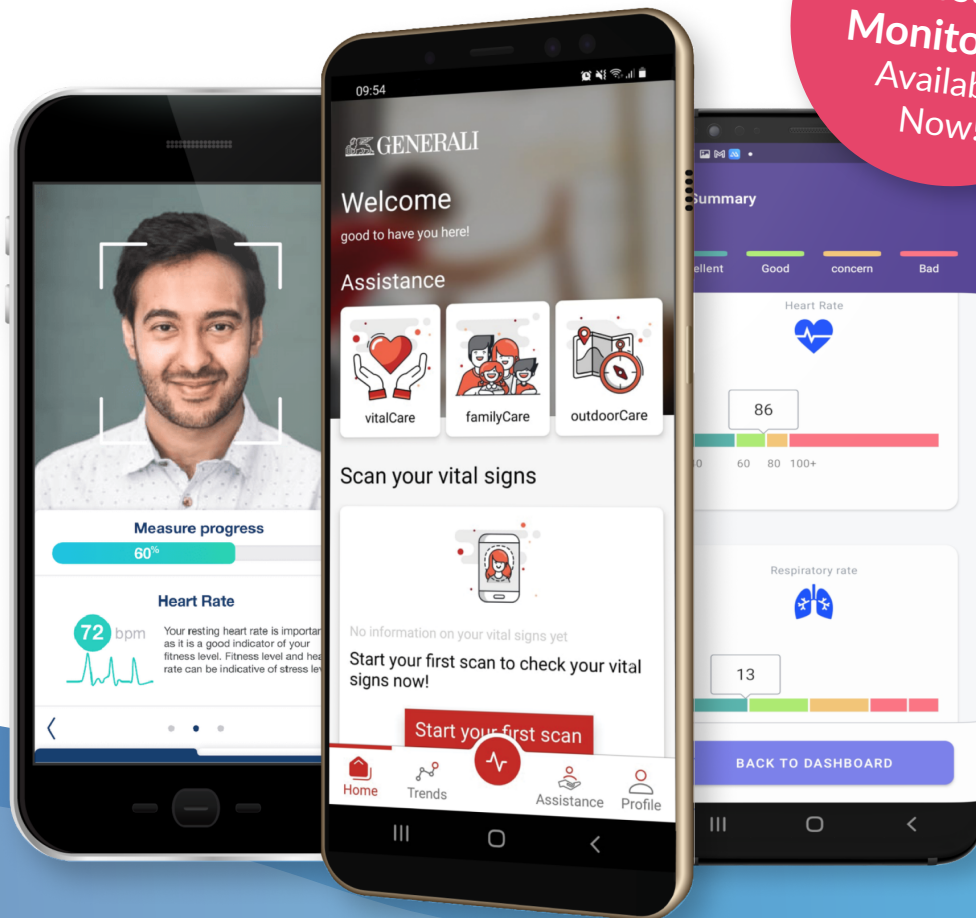 Monito
Availab
Now!
Measure progress
60%
Heart Rate
72 bpm
Your resting heart rate is importan
as it is a good indicator of your
fitness level. Fitness level and hea
rate can be indicative of stress lev
09:54
GENERALI
Welcome
good to have you here!
Assistance
vitalCare
familyCare
outdoorCare
Scan your vital signs
No information on your vital signs yet
Start your first scan to check your vital
signs now!
Start your first scan
Home
Trends
Assistance
Profile
Summary
ellent Good concern Bad
Heart Rate
86
60 80 100+
Respiratory rate
13
BACK TO DASHBOARD